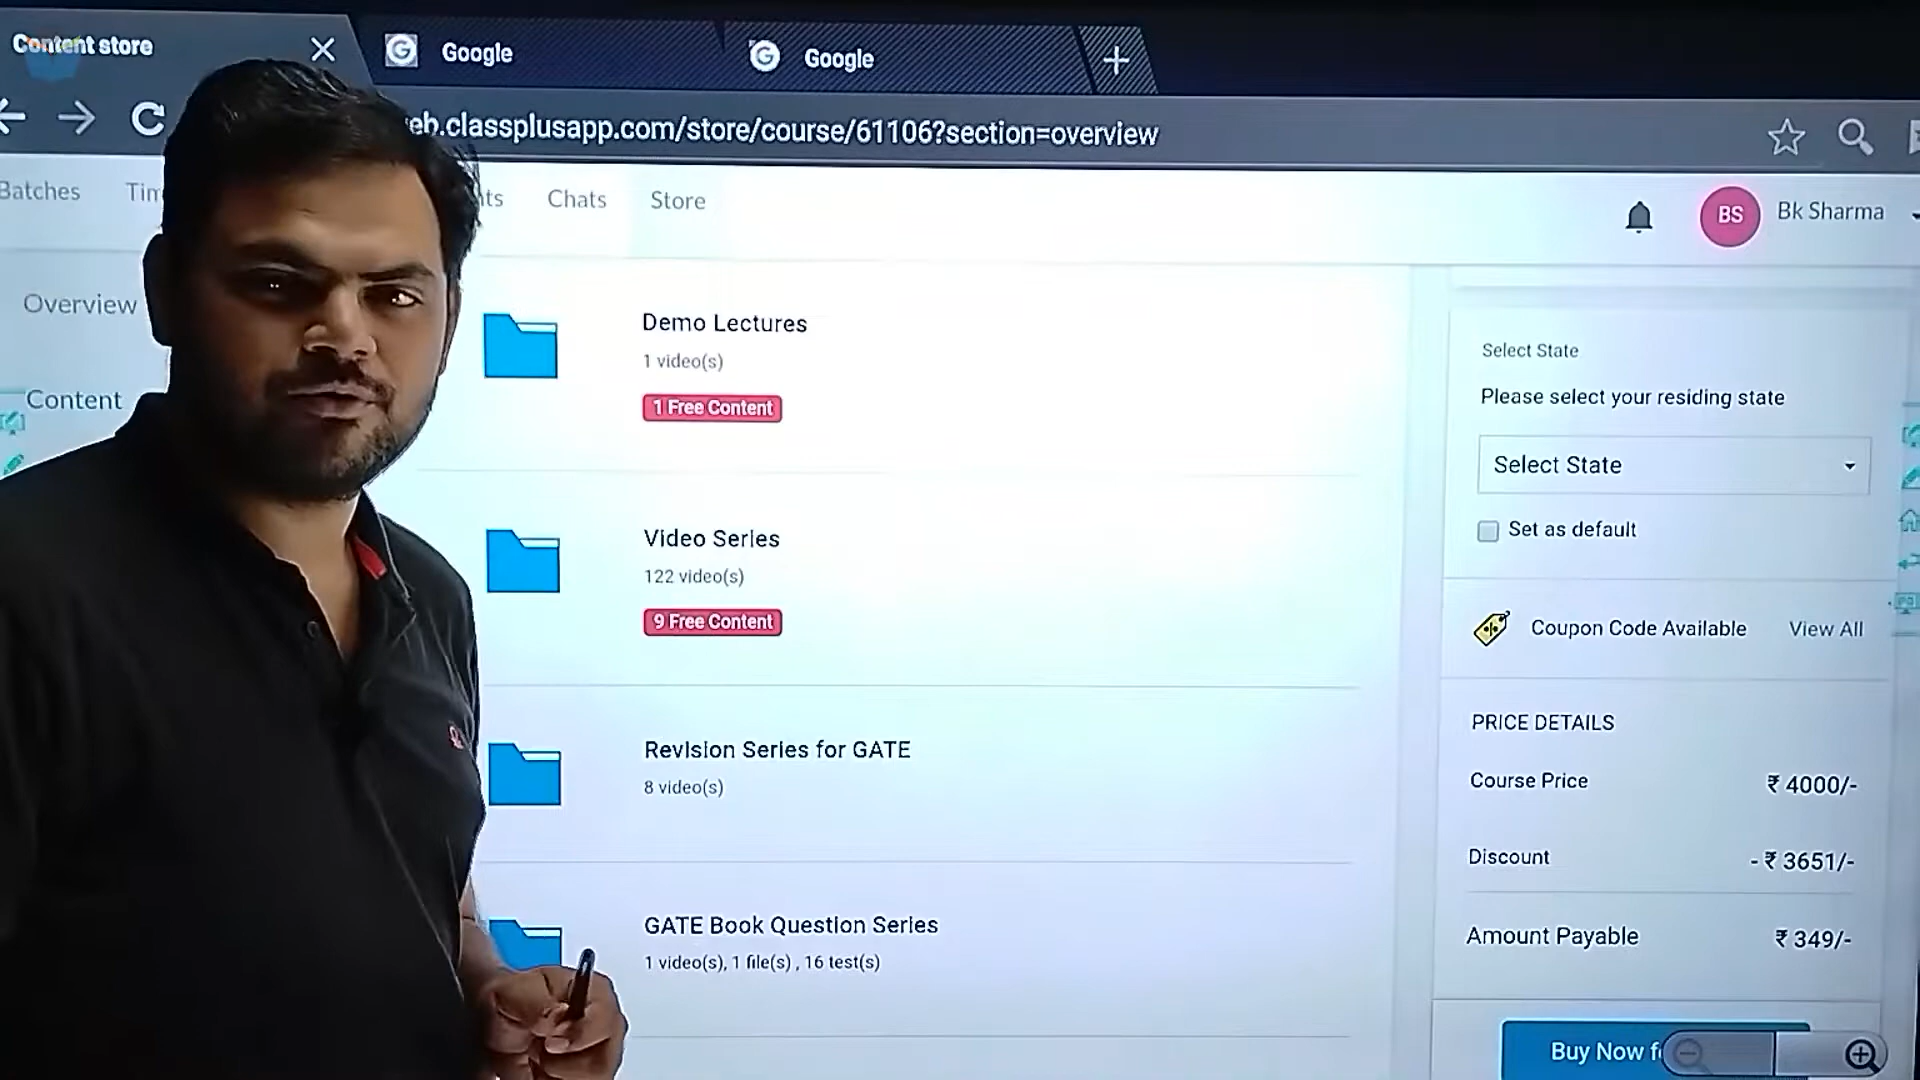 Content store
Google
Google
eb.classplusapp.com/store/course/61106?section=overview
Batches
Chats
Store
BS
Bk Sharma
Overview
Content
Demo Lectures
1 video(s)
1 Free Content
Video Series
122 video(s)
9 Free Content
Revision Series for GATE
8 video(s)
GATE Book Question Series
1 video(s), 1 file(s) , 16 test(s)
Select State
Please select your residing state
Select State
Set as default
Coupon Code Available
View All
PRICE DETAILS
Course Price
₹ 4000/-
Discount
- ₹ 3651/-
Amount Payable
₹ 349/-
Buy Now